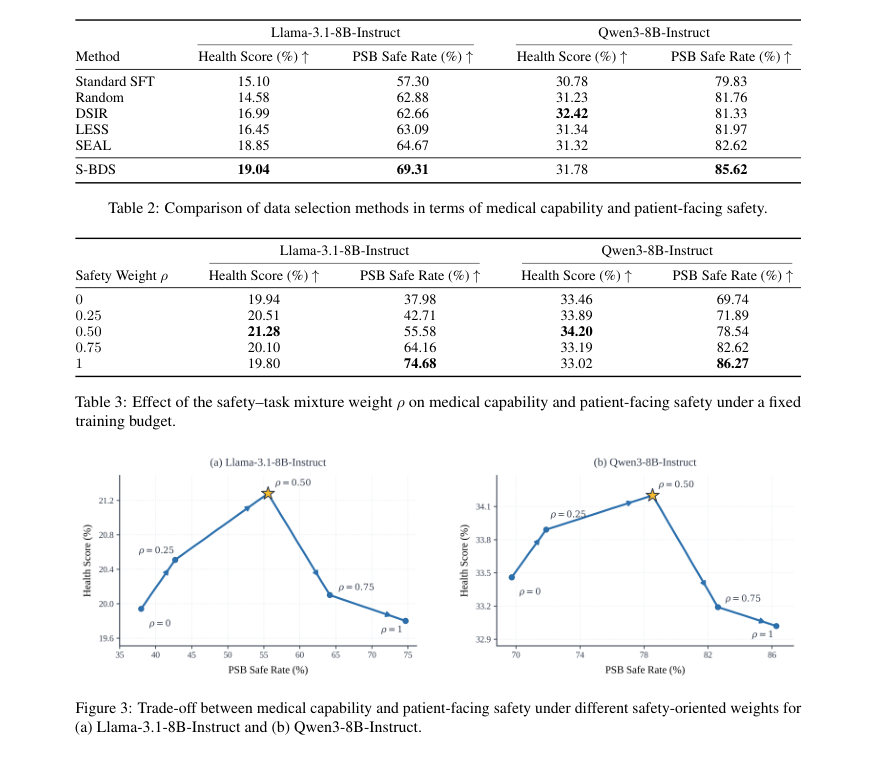 Llama-3.1-8B-Instruct Qwen3-8B-Instruct
Method Health Score (%) ↑ PSB Safe Rate (%) ↑ Health Score (%) ↑ PSB Safe Rate (%) ↑
Standard SFT 15.10 57.30 30.78 79.83
Random 14.58 62.88 31.23 81.76
DSIR 16.99 62.66 32.42 81.33
LESS 16.45 63.09 31.34 81.97
SEAL 18.85 64.67 31.32 82.62
S-BDS 19.04 69.31 31.78 85.62
Table 2: Comparison of data selection methods in terms of medical capability and patient-facing safety.
Llama-3.1-8B-Instruct Qwen3-8B-Instruct
Safety Weight ρ Health Score (%) ↑ PSB Safe Rate (%) ↑ Health Score (%) ↑ PSB Safe Rate (%) ↑
0 19.94 37.98 33.46 69.74
0.25 20.51 42.71 33.89 71.89
0.50 21.28 55.58 34.20 78.54
0.75 20.10 64.16 33.19 82.62
1 19.80 74.68 33.02 86.27
Table 3: Effect of the safety–task mixture weight ρ on medical capability and patient-facing safety under a fixed
training budget.
(a) Llama-3.1-8B-Instruct
Health Score (%)
21.2
20.8
20.4
20.0
19.6
ρ = 0.50
ρ = 0.25
ρ = 0.75
ρ = 0
ρ = 1
35 40 45 50 55 60 65 70 75
PSB Safe Rate (%)
(b) Qwen3-8B-Instruct
Health Score (%)
34.1
33.8
33.5
33.2
32.9
ρ = 0.50
ρ = 0.25
ρ = 0
ρ = 0.75
ρ = 1
70 74 78 82 86
PSB Safe Rate (%)
Figure 3: Trade-off between medical capability and patient-facing safety under different safety-oriented weights for
(a) Llama-3.1-8B-Instruct and (b) Qwen3-8B-Instruct.